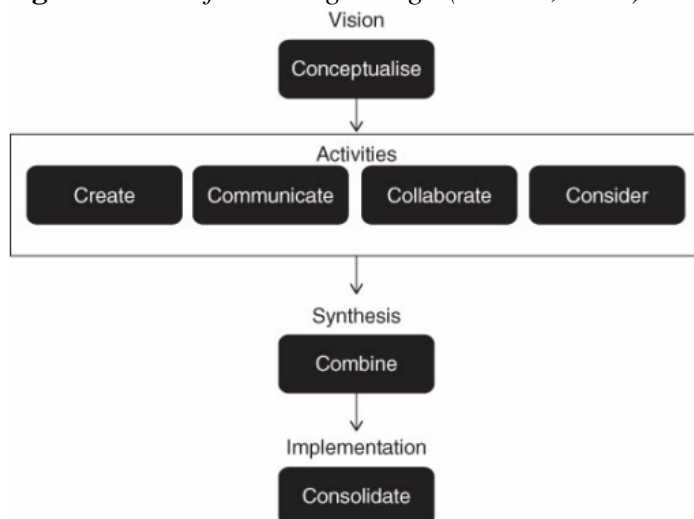 Vision
Conceptualise
Activities
Create Communicate Collaborate Consider
Synthesis
Combine
Implementation
Consolidate